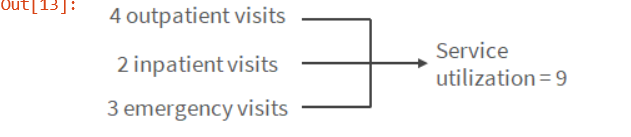 Out[13]:
4 outpatient visits
2 inpatient visits
3 emergency visits
Service
utilization = 9